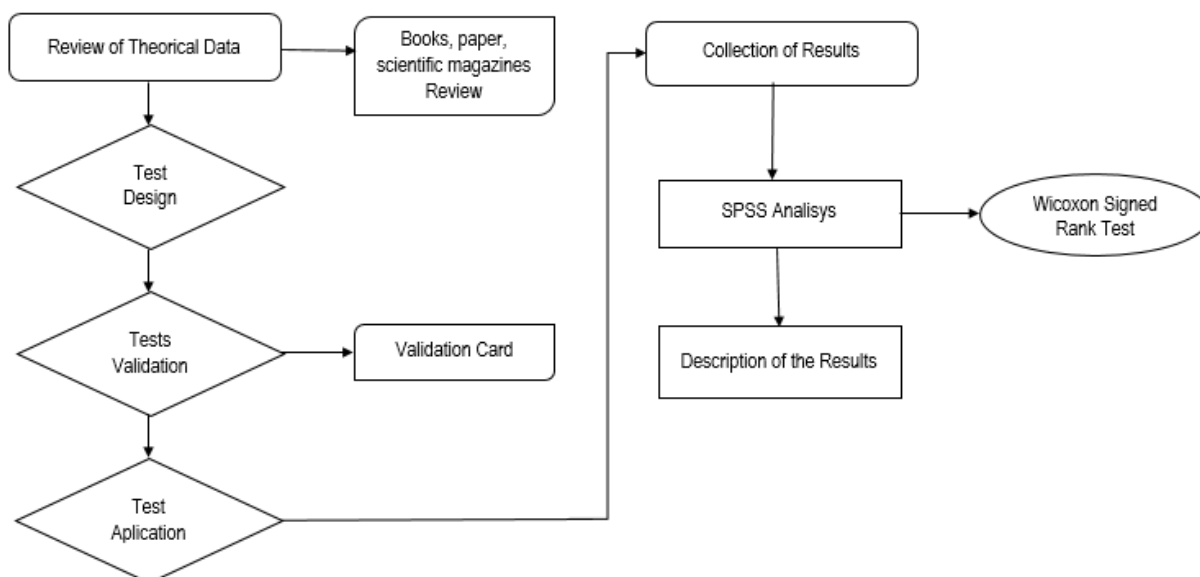 Review of Theorical Data
Books, paper,
scientific magazines
Review
Test
Design
Tests
Validation
Validation Card
Test
Aplication
Collection of Results
SPSS Analisys
Wicoxon Signed
Rank Test
Description of the Results